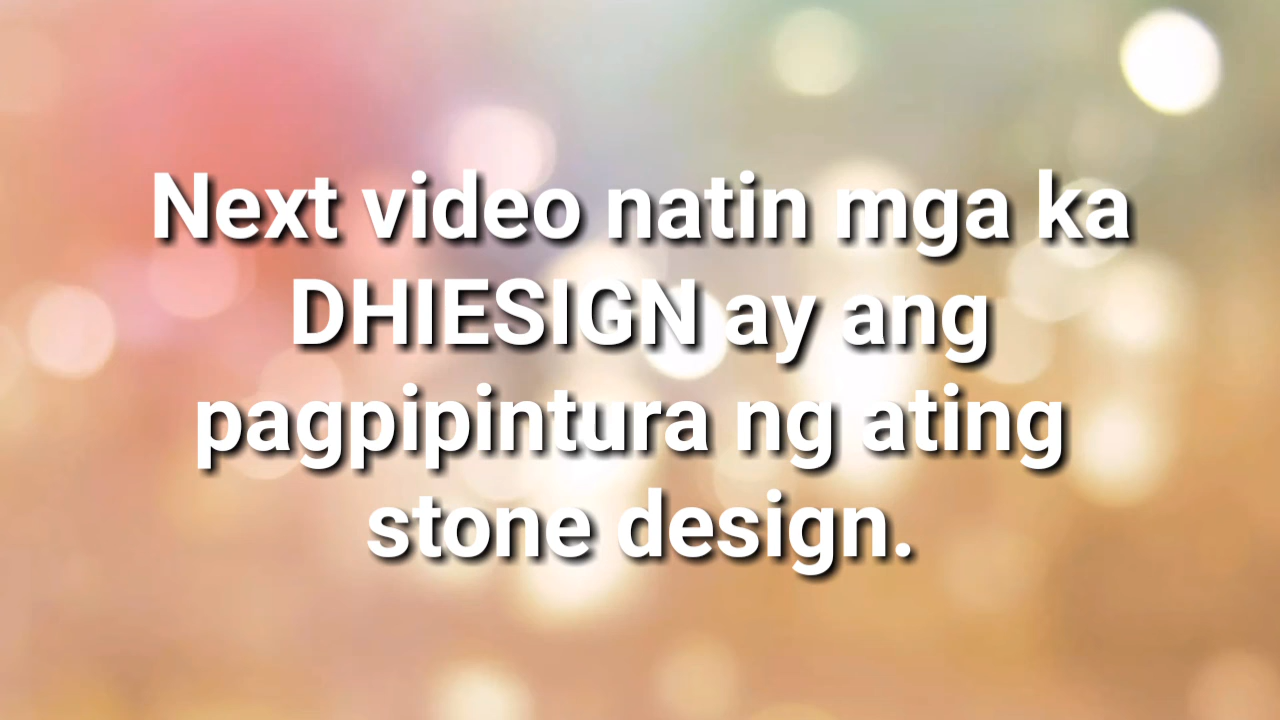 Next video natin mga ka
DHIESIGN ay ang
pagpipintura ng ating
stone design.